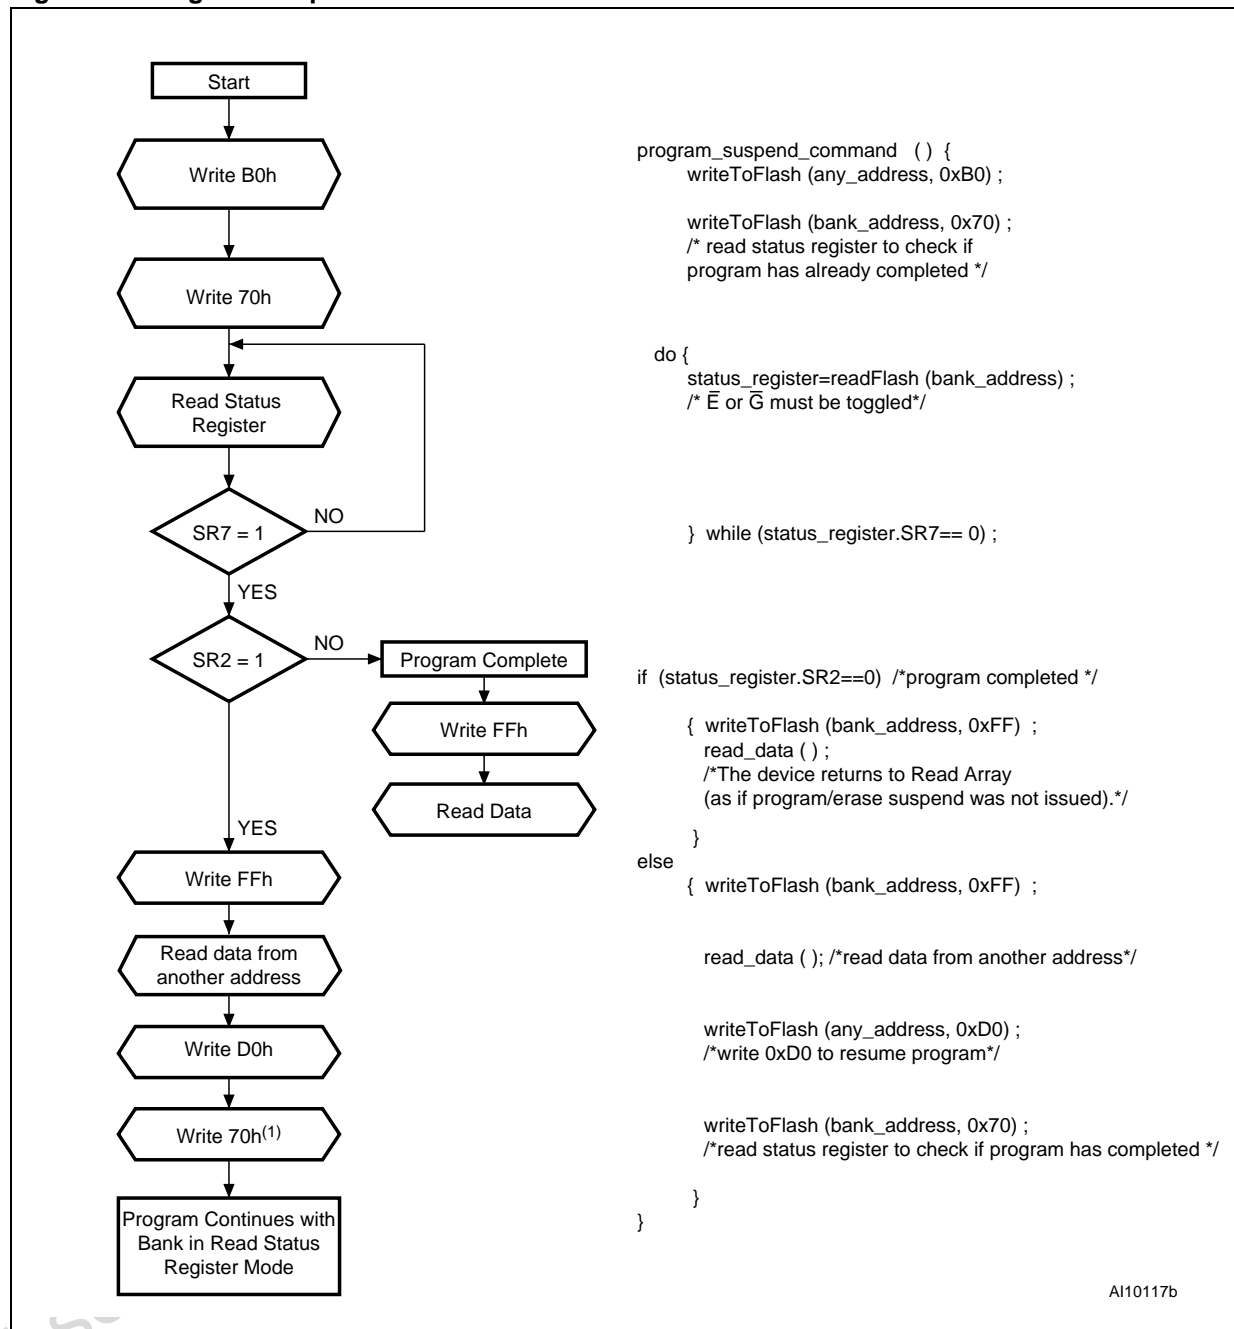 Start
Write B0h
Write 70h
Read Status
Register
SR7 = 1
NO
YES
SR2 = 1
NO
Program Complete
Write FFh
Read Data
YES
Write FFh
Read data from
another address
Write D0h
Write 70h(1)
Program Continues with
Bank in Read Status
Register Mode
program_suspend_command ( ) {
writeToFlash (any_address, 0xB0) ;
writeToFlash (bank_address, 0x70) ;
/* read status register to check if
program has already completed */
do {
status_register=readFlash (bank_address) ;
/* E̅ or G̅ must be toggled*/
} while (status_register.SR7== 0) ;
if (status_register.SR2==0) /*program completed */
{ writeToFlash (bank_address, 0xFF) ;
read_data ( ) ;
/*The device returns to Read Array
(as if program/erase suspend was not issued).*/
}
else
{ writeToFlash (bank_address, 0xFF) ;
read_data ( ); /*read data from another address*/
writeToFlash (any_address, 0xD0) ;
/*write 0xD0 to resume program*/
writeToFlash (bank_address, 0x70) ;
/*read status register to check if program has completed */
}
}
AI10117b